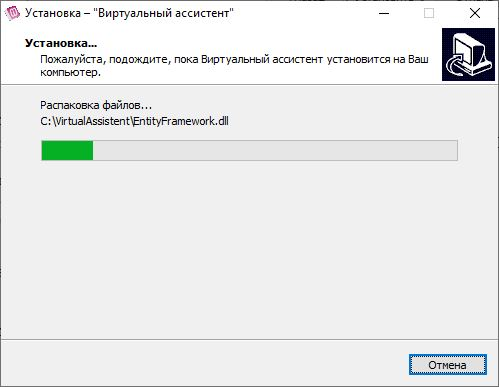 Установка – "Виртуальный ассистент"
Установка...
Пожалуйста, подождите, пока Виртуальный ассистент установится на Ваш
компьютер.
Распаковка файлов...
C:\VirtualAssistent\EntityFramework.dll
Отмена